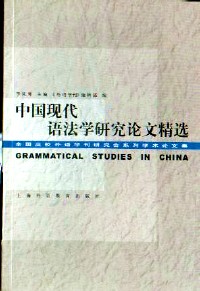 中国现代
语法学研究论文精选
全国高校外语学刊研究会系列学术论文集
GRAMMATICAL STUDIES IN CHINA
上海外语教育出版社